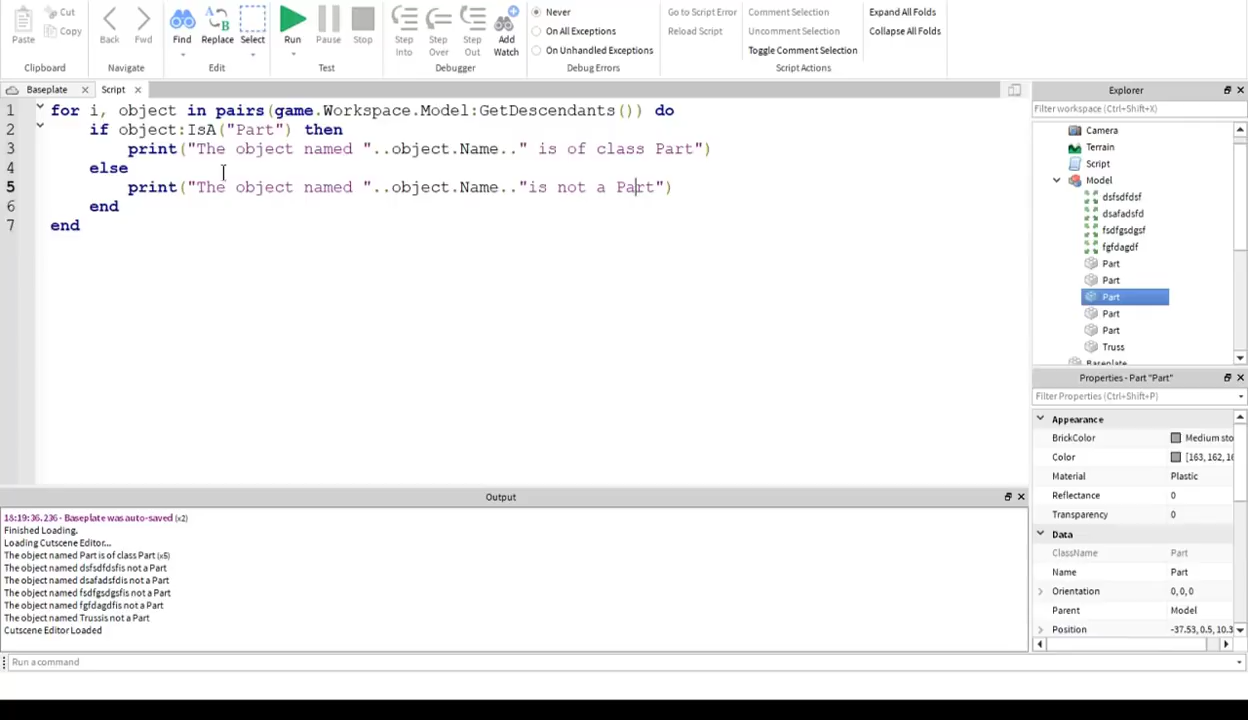 Paste
Cut
Copy
Clipboard
Back
Fwd
Navigate
Find
Replace
Select
Edit
Run
Pause
Stop
Test
Step Into
Step Over
Step Out
Add Watch
Debugger
Never
On All Exceptions
On Unhandled Exceptions
Debug Errors
Go to Script Error
Reload Script
Comment Selection
Uncomment Selection
Toggle Comment Selection
Script Actions
Expand All Folds
Collapse All Folds
Baseplate
Script
1 for i, object in pairs(game.Workspace.Model:GetDescendants()) do
2 if object:IsA("Part") then
3 print("The object named "..object.Name.." is of class Part")
4 else
5 print("The object named "..object.Name.."is not a Part")
6 end
7 end
Explorer
Filter workspace (Ctrl+Shift+X)
Camera
Terrain
Script
Model
dsfsdfdsf
dsafadsfd
fsdfgsdgsf
fgfdagdf
Part
Part
Part
Part
Part
Truss
Baseplate
Properties - Part "Part"
Filter Properties (Ctrl+Shift+P)
Appearance
BrickColor Medium sto
Color [163, 162, 16
Material Plastic
Reflectance 0
Transparency 0
Data
ClassName Part
Name Part
Orientation 0, 0, 0
Parent Model
Position -37.53, 0.5, 10.3
Output
18:19:36.236 - Baseplate was auto-saved (x2)
Finished Loading.
Loading Cutscene Editor...
The object named Part is of class Part (x5)
The object named dsfsdfdsfis not a Part
The object named dsafadsfdis not a Part
The object named fsdfgsdgsfis not a Part
The object named fgfdagdfis not a Part
The object named Trussis not a Part
Cutscene Editor Loaded
Run a command